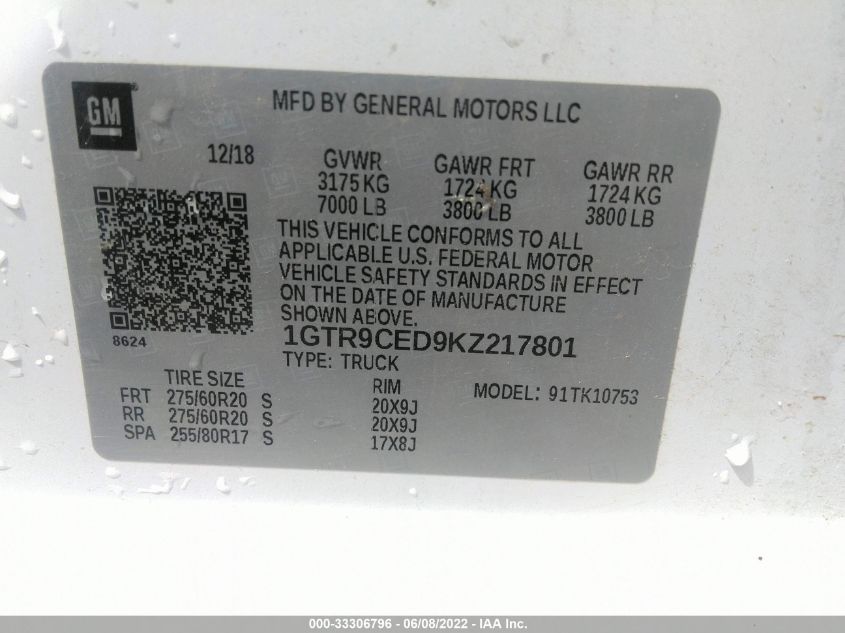 GM
MFD BY GENERAL MOTORS LLC
12/18 GVWR GAWR FRT GAWR RR
3175 KG 1724 KG 1724 KG
7000 LB 3800 LB 3800 LB
THIS VEHICLE CONFORMS TO ALL
APPLICABLE U.S. FEDERAL MOTOR
VEHICLE SAFETY STANDARDS IN EFFECT
ON THE DATE OF MANUFACTURE
SHOWN ABOVE.
8624
1GTR9CED9KZ217801
TYPE: TRUCK
TIRE SIZE RIM MODEL: 91TK10753
FRT 275/60R20 S 20X9J
RR 275/60R20 S 20X9J
SPA 255/80R17 S 17X8J
000-33306796 - 06/08/2022 - IAA Inc.